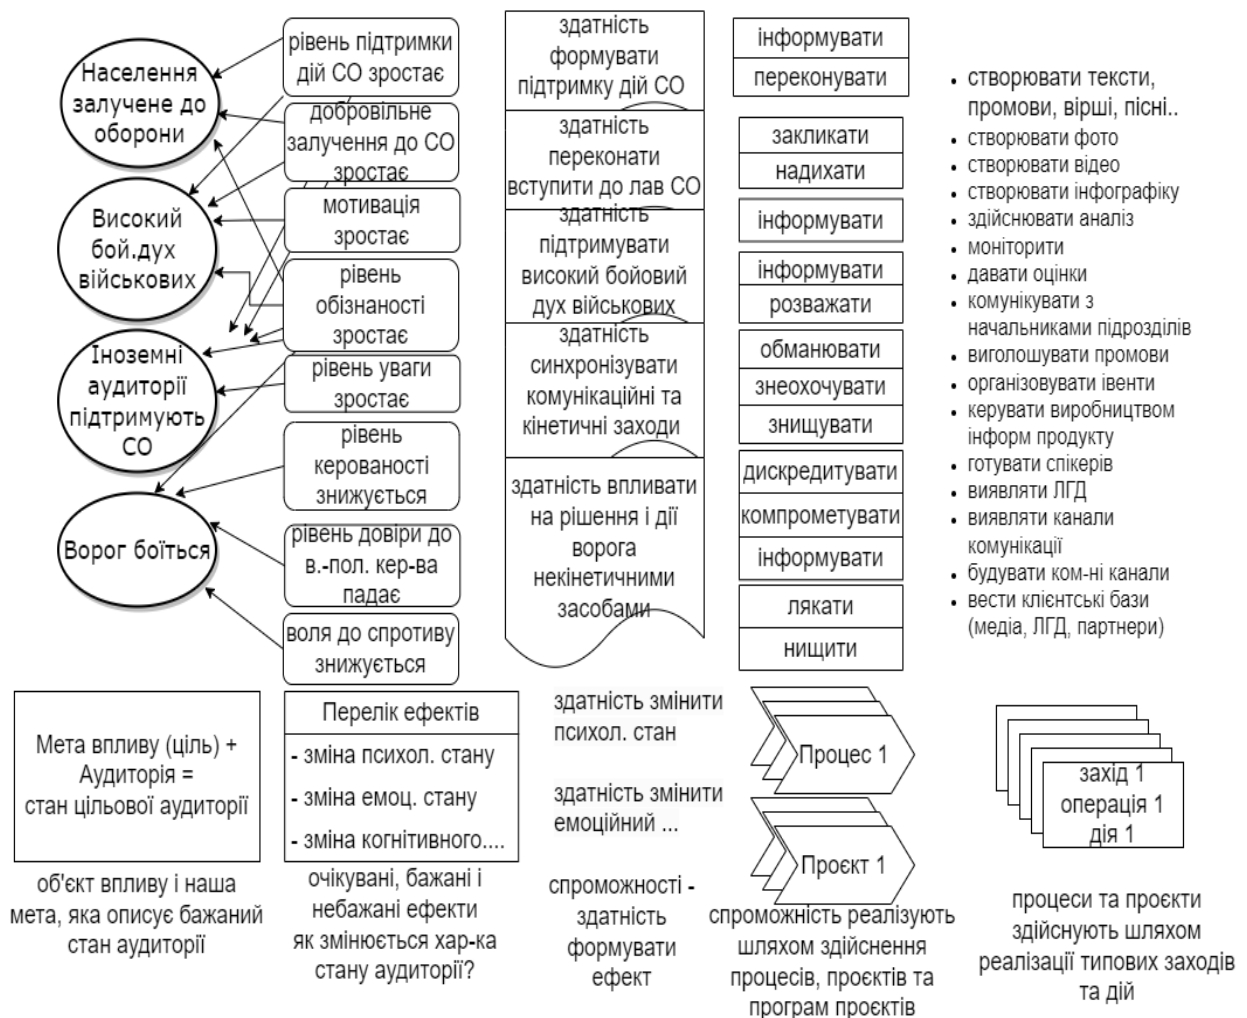 Населення
залучене до
оборони
Високий
бой.дух
військових
Іноземні
аудиторії
підтримують
СО
Ворог боїться
рівень підтримки
дій СО зростає
добровільне
залучення до СО
зростає
мотивація
зростає
рівень
обізнаності
зростає
рівень уваги
зростає
рівень
керованості
знижується
рівень довіри до
в.-пол. кер-ва
падає
воля до спротиву
знижується
здатність
формувати
підтримку дій СО
здатність
переконати
вступити до лав СО
здатність
підтримувати
високий бойовий
дух військових
здатність
синхронізувати
комунікаційні та
кінетичні заходи
здатність впливати
на рішення і дії
ворога
некінетичними
засобами
інформувати
переконувати
закликати
надихати
інформувати
інформувати
розважати
обманювати
знеохочувати
знищувати
дискредитувати
компрометувати
інформувати
лякати
нищити
• створювати тексти,
промови, вірші, пісні..
• створювати фото
• створювати відео
• створювати інфографіку
• здійснювати аналіз
• моніторити
• давати оцінки
• комунікувати з
начальниками підрозділів
• виголошувати промови
• організовувати івенти
• керувати виробництвом
інформ продукту
• готувати спікерів
• виявляти ЛГД
• виявляти канали
комунікації
• будувати ком-ні канали
• вести клієнтські бази
(медіа, ЛГД, партнери)
Мета впливу (ціль) +
Аудиторія =
стан цільової аудиторії
об'єкт впливу і наша
мета, яка описує бажаний
стан аудиторії
Перелік ефектів
- зміна психол. стану
- зміна емоц. стану
- зміна когнітивного....
очікувані, бажані і
небажані ефекти
як змінюється хар-ка
стану аудиторії?
здатність змінити
психол. стан
здатність змінити
емоційний ...
спроможності -
здатність
формувати
ефект
Процес 1
Проєкт 1
спроможність реалізують
шляхом здійснення
процесів, проєктів та
програм проєктів
захід 1
операція 1
дія 1
процеси та проєкти
здійснують шляхом
реалізації типових заходів
та дій